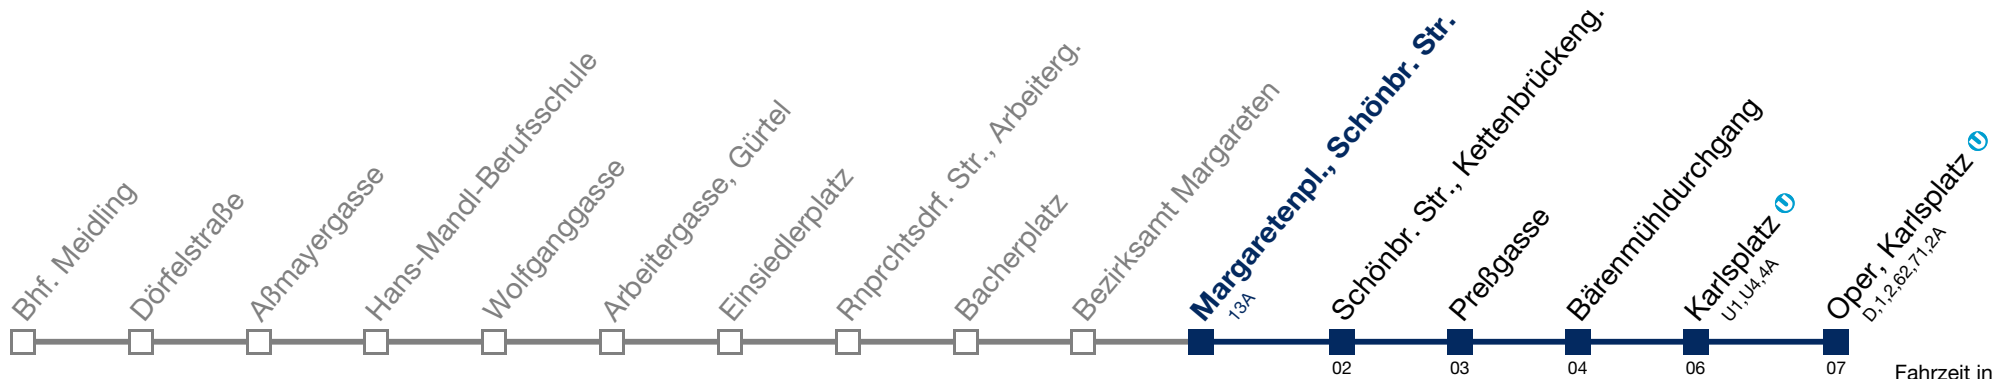 Bhf. Meidling
Dörfelstraße
Aßmayergasse
Hans-Mandl-Berufsschule
Wolfganggasse
Arbeitergasse, Gürtel
Einsiedlerplatz
Rnprchtsdrf. Str., Arbeiterg.
Bacherplatz
Bezirksamt Margareten
Margaretenpl., Schönbr. Str.
13A
Schönbr. Str., Kettenbrückeng.
Preßgasse
Bärenmühldurchgang
Karlsplatz U
U1,U4,4A
Oper, Karlsplatz U
D,1,2,62,71,2A
02
03
04
06
07
Fahrzeit in